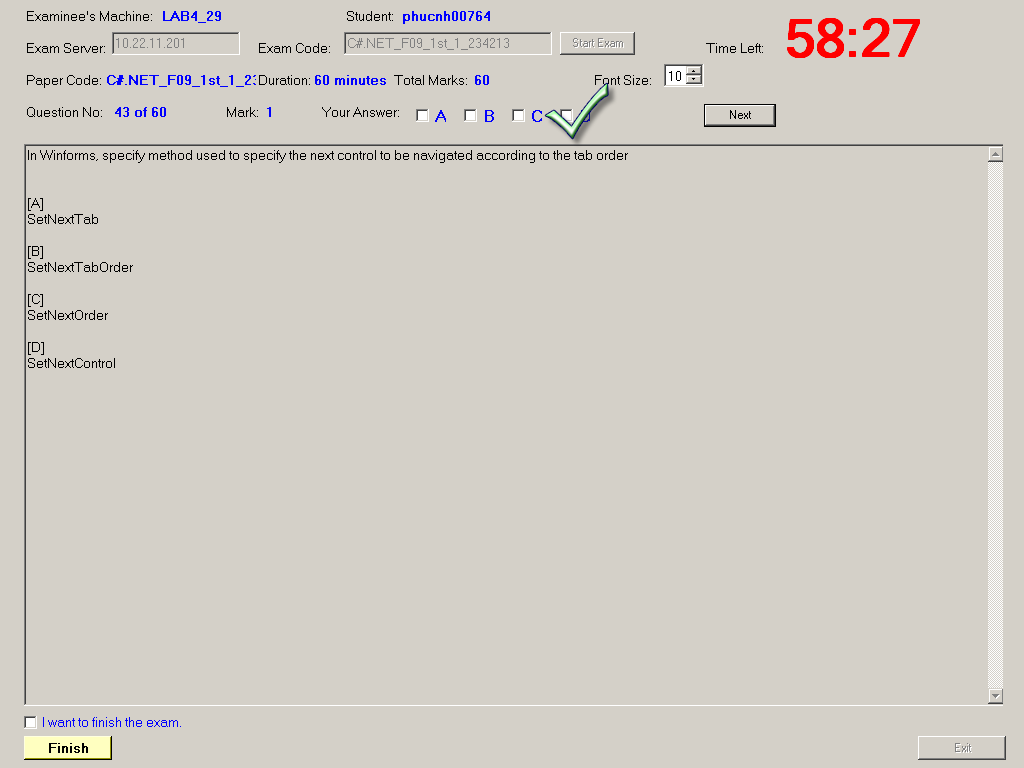 Examinee's Machine: LAB4_29 Student: phucnh00764
58:27
Exam Server: 10.22.11.201 Exam Code: C#.NET_F09_1st_1_234213 Start Exam Time Left:
Paper Code: C#.NET_F09_1st_1_2 Duration: 60 minutes Total Marks: 60 Font Size: 10
Question No: 43 of 60 Mark: 1 Your Answer: A B C Next
In Winforms, specify method used to specify the next control to be navigated according to the tab order
[A]
SetNextTab
[B]
SetNextTabOrder
[C]
SetNextOrder
[D]
SetNextControl
I want to finish the exam.
Finish Exit